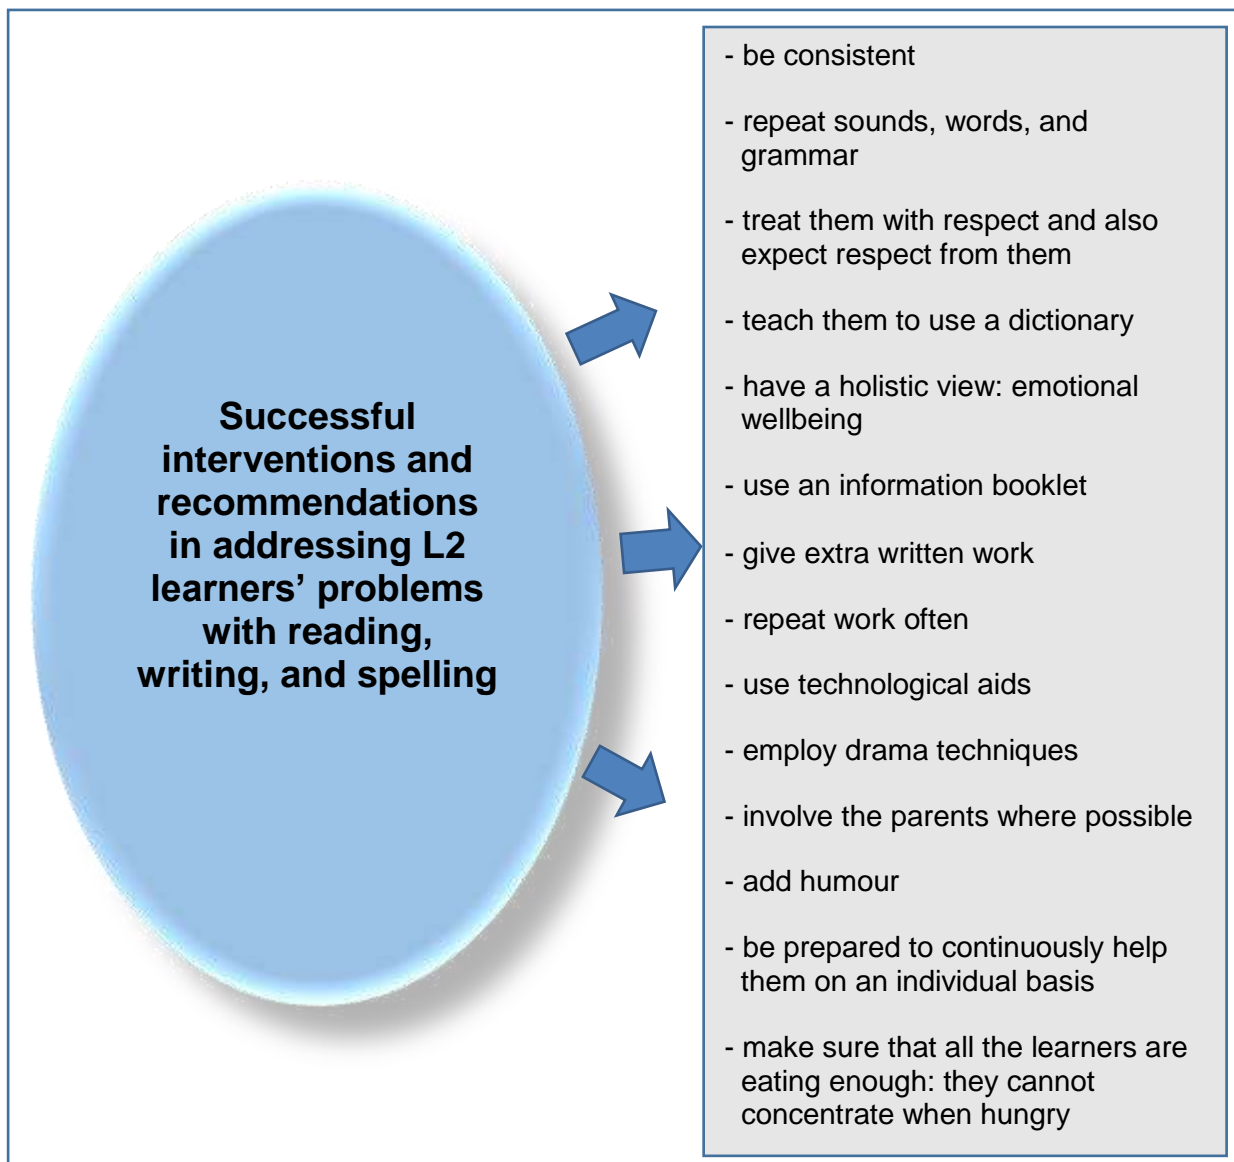 Successful
interventions and
recommendations
in addressing L2
learners’ problems
with reading,
writing, and spelling
- be consistent
- repeat sounds, words, and
grammar
- treat them with respect and also
expect respect from them
- teach them to use a dictionary
- have a holistic view: emotional
wellbeing
- use an information booklet
- give extra written work
- repeat work often
- use technological aids
- employ drama techniques
- involve the parents where possible
- add humour
- be prepared to continuously help
them on an individual basis
- make sure that all the learners are
eating enough: they cannot
concentrate when hungry